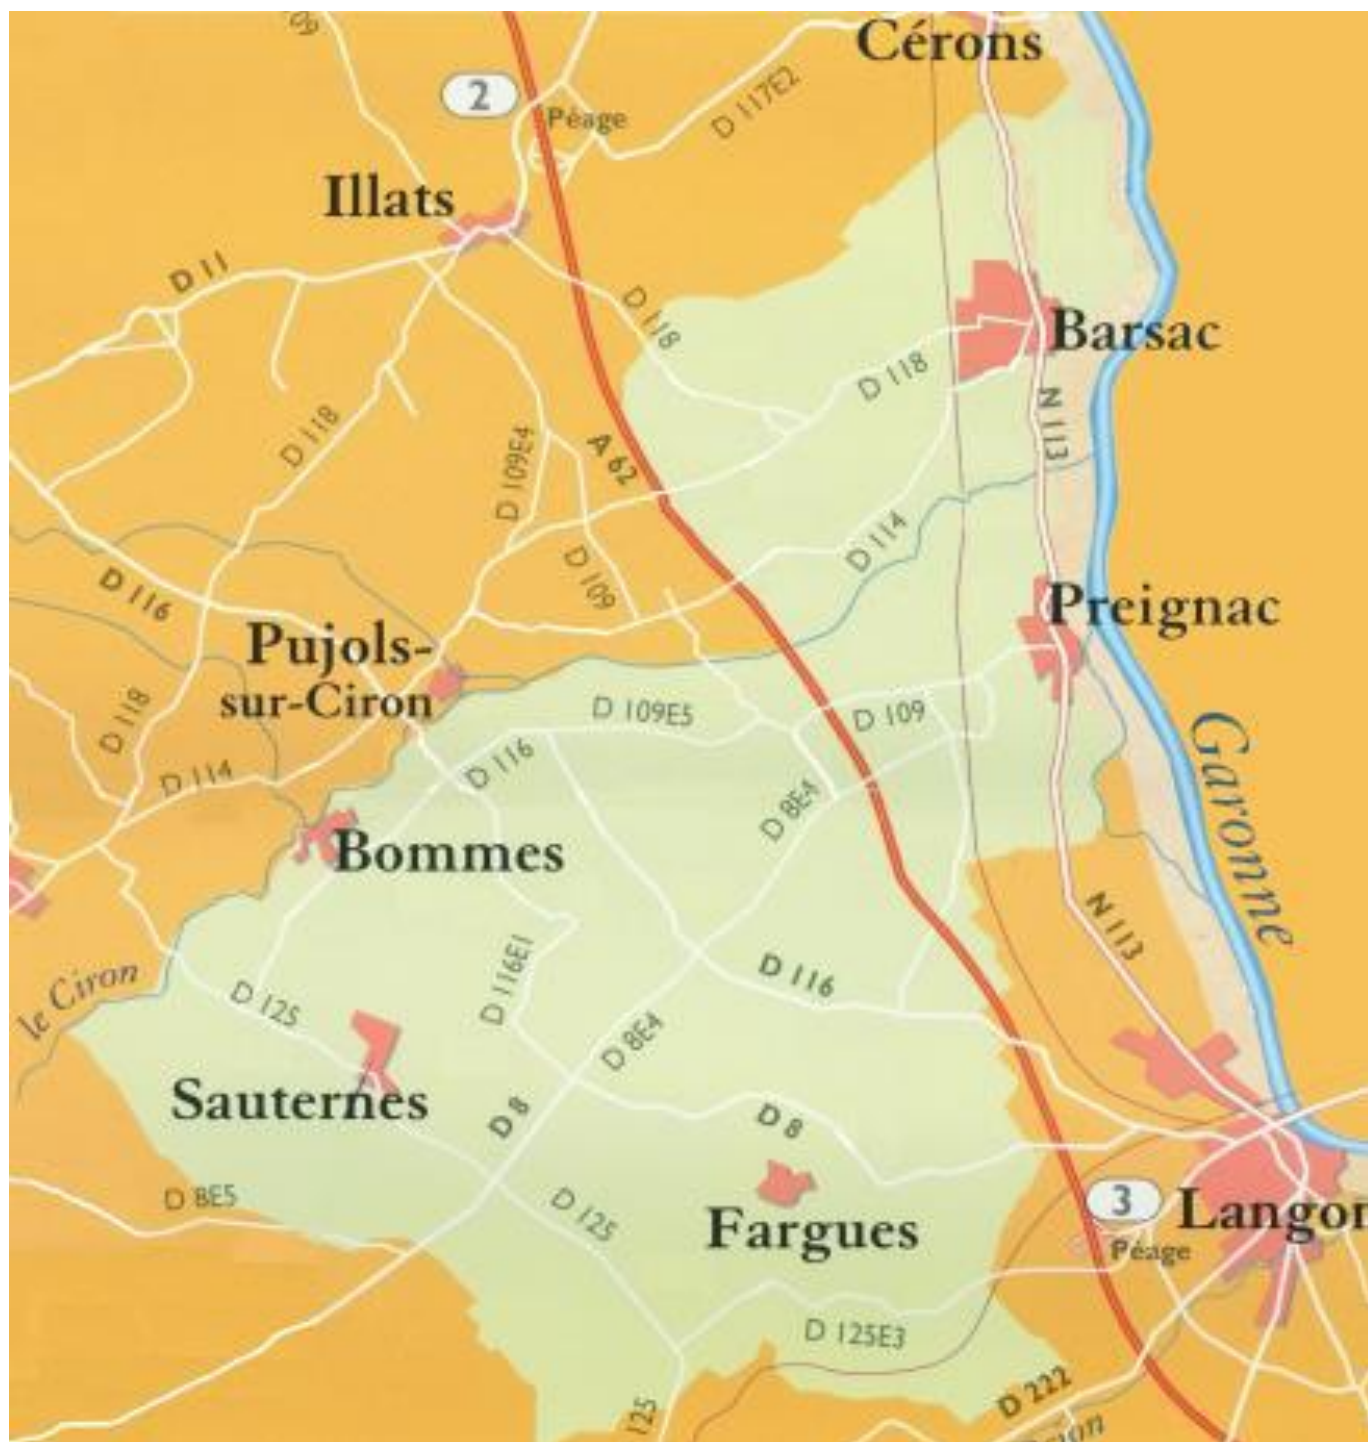 Cérons
2
Péage
D 117E2
Illats
D 11
D 118
Barsac
D 118
N 113
D 118
A 62
D 109E4
D 114
D 109
D 116
Preignac
Pujols-
sur-Ciron
D 109E5
D 109
D 118
D 116
D 114
Garonne
D 8E4
Bommes
N 113
D 116E1
D 116
le Ciron
D 125
D 8E4
Sauternes
D 8
D 8
D 8E5
D 125
Fargues
3
Langon
Péage
D 125E3
D 222
125